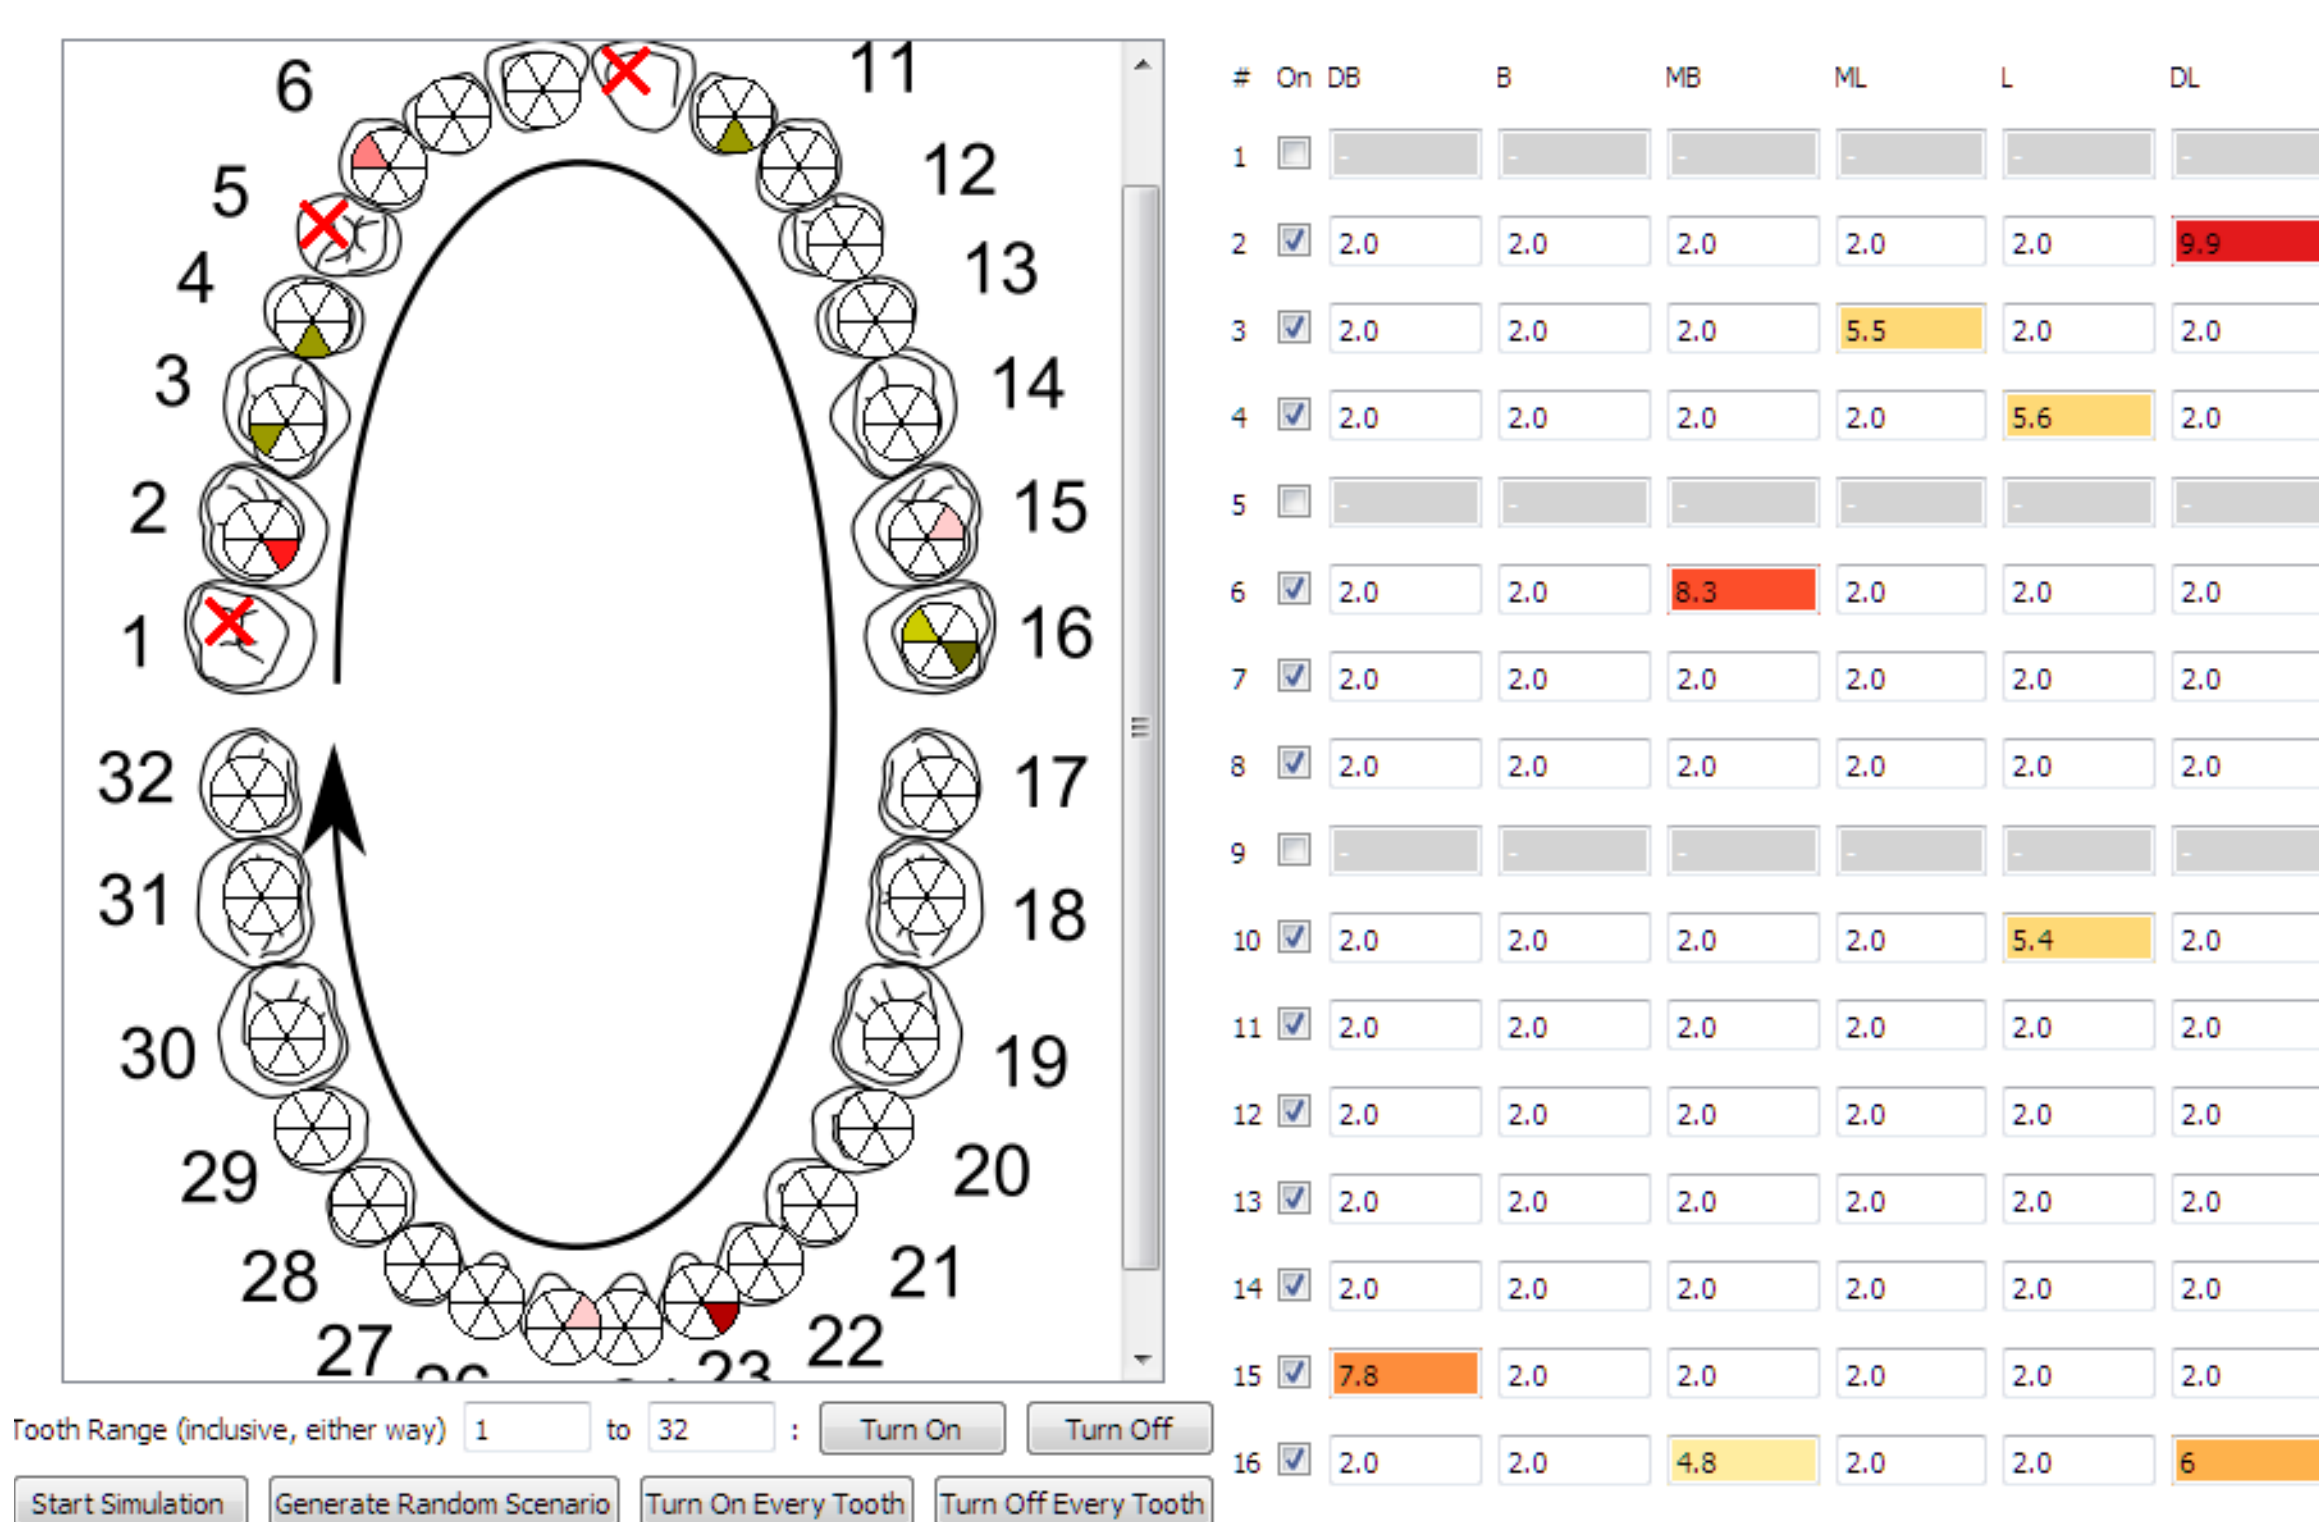 11
6
12
5
13
4
14
3
15
2
16
1
32
17
31
18
30
19
29
20
28
21
27
22
23
Tooth Range (inclusive, either way) 1 to 32 : Turn On Turn Off
Start Simulation Generate Random Scenario Turn On Every Tooth Turn Off Every Tooth
# On DB B MB ML L DL
1 - - - - - -
2 2.0 2.0 2.0 2.0 2.0 9.9
3 2.0 2.0 2.0 5.5 2.0 2.0
4 2.0 2.0 2.0 2.0 5.6 2.0
5 - - - - - -
6 2.0 2.0 8.3 2.0 2.0 2.0
7 2.0 2.0 2.0 2.0 2.0 2.0
8 2.0 2.0 2.0 2.0 2.0 2.0
9 - - - - - -
10 2.0 2.0 2.0 2.0 5.4 2.0
11 2.0 2.0 2.0 2.0 2.0 2.0
12 2.0 2.0 2.0 2.0 2.0 2.0
13 2.0 2.0 2.0 2.0 2.0 2.0
14 2.0 2.0 2.0 2.0 2.0 2.0
15 7.8 2.0 2.0 2.0 2.0 2.0
16 2.0 2.0 4.8 2.0 2.0 6